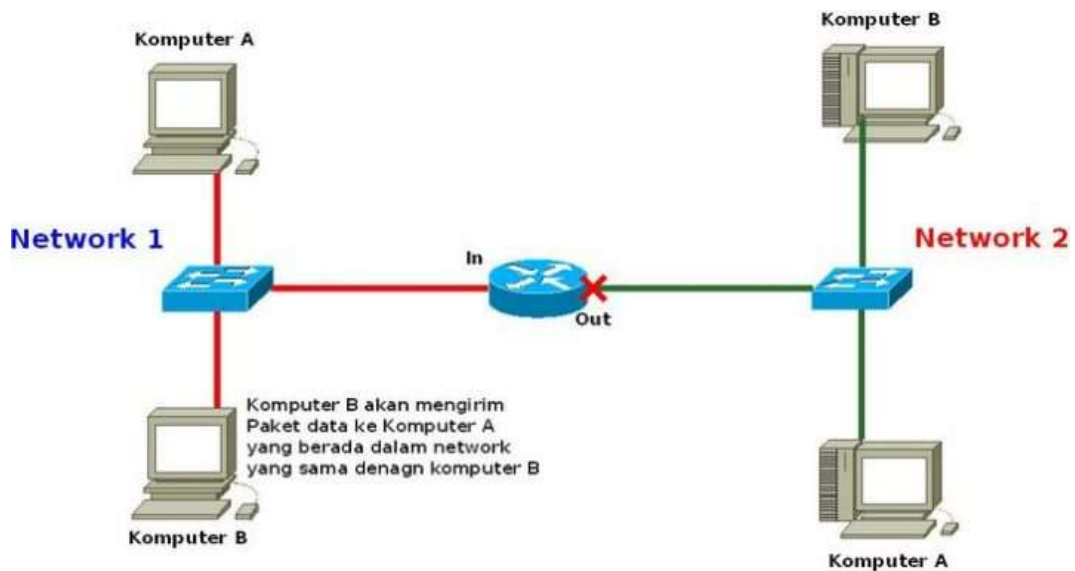 Komputer A
Komputer B
Network 1
Network 2
In
Out
Komputer B akan mengirim
Paket data ke Komputer A
yang berada dalam network
yang sama denagn komputer B
Komputer B
Komputer A